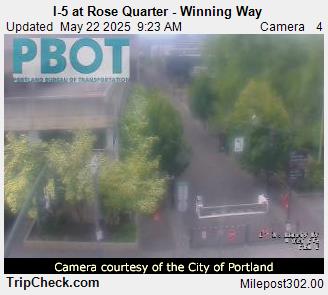 I-5 at Rose Quarter - Winning Way
Updated May 22 2025 9:23 AM Camera 4
PBOT
PORTLAND BUREAU OF TRANSPORTATION
Camera courtesy of the City of Portland
TripCheck.com Milepost302.00